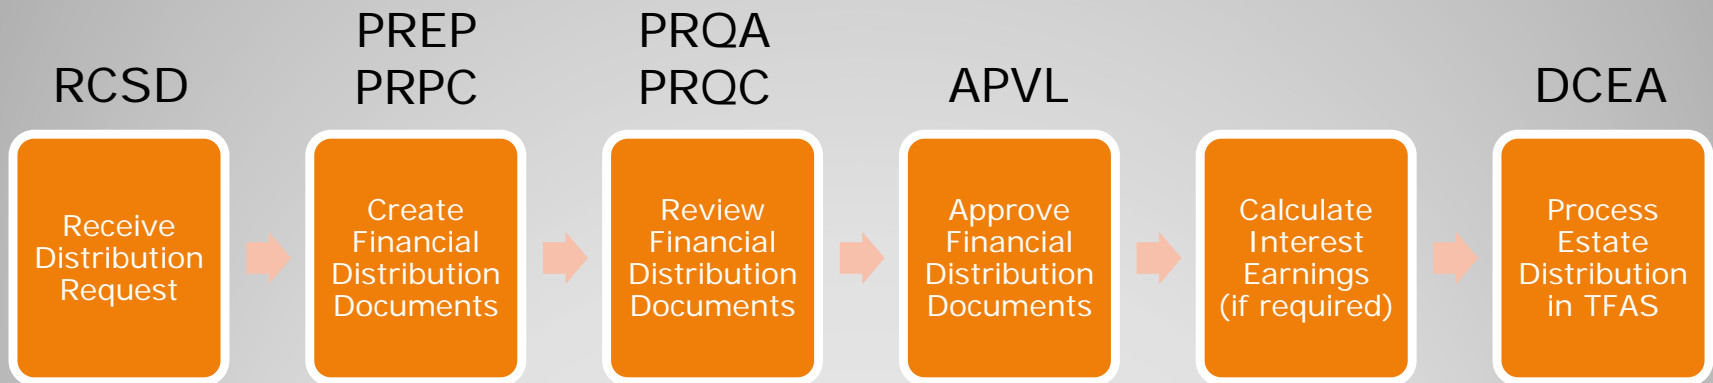 RCSD
PREP
PRPC
PRQA
PRQC
APVL
DCEA
Receive
Distribution
Request
Create
Financial
Distribution
Documents
Review
Financial
Distribution
Documents
Approve
Financial
Distribution
Documents
Calculate
Interest
Earnings
(if required)
Process
Estate
Distribution
in TFAS